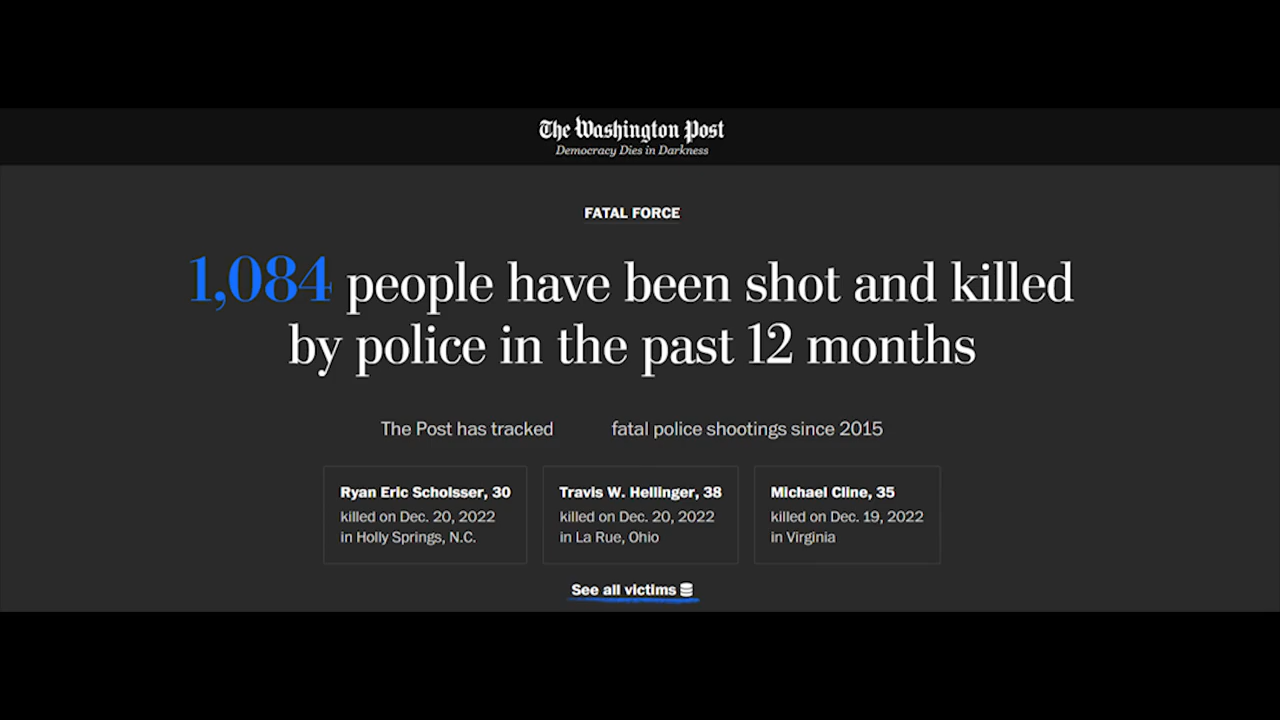 The Washington Post
Democracy Dies in Darkness
FATAL FORCE
1,084 people have been shot and killed
by police in the past 12 months
The Post has tracked fatal police shootings since 2015
Ryan Eric Scholsser, 30
killed on Dec. 20, 2022
in Holly Springs, N.C.
Travis W. Hellinger, 38
killed on Dec. 20, 2022
in La Rue, Ohio
Michael Cline, 35
killed on Dec. 19, 2022
in Virginia
See all victims